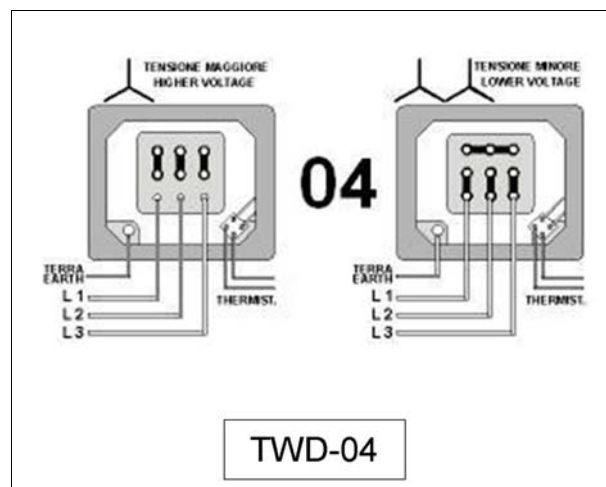 TENSIONE MAGGIORE
HIGHER VOLTAGE
TERRA
EARTH
L 1
L 2
L 3
THERMIST.
04
TENSIONE MINORE
LOWER VOLTAGE
TERRA
EARTH
L 1
L 2
L 3
THERMIST.
TWD-04